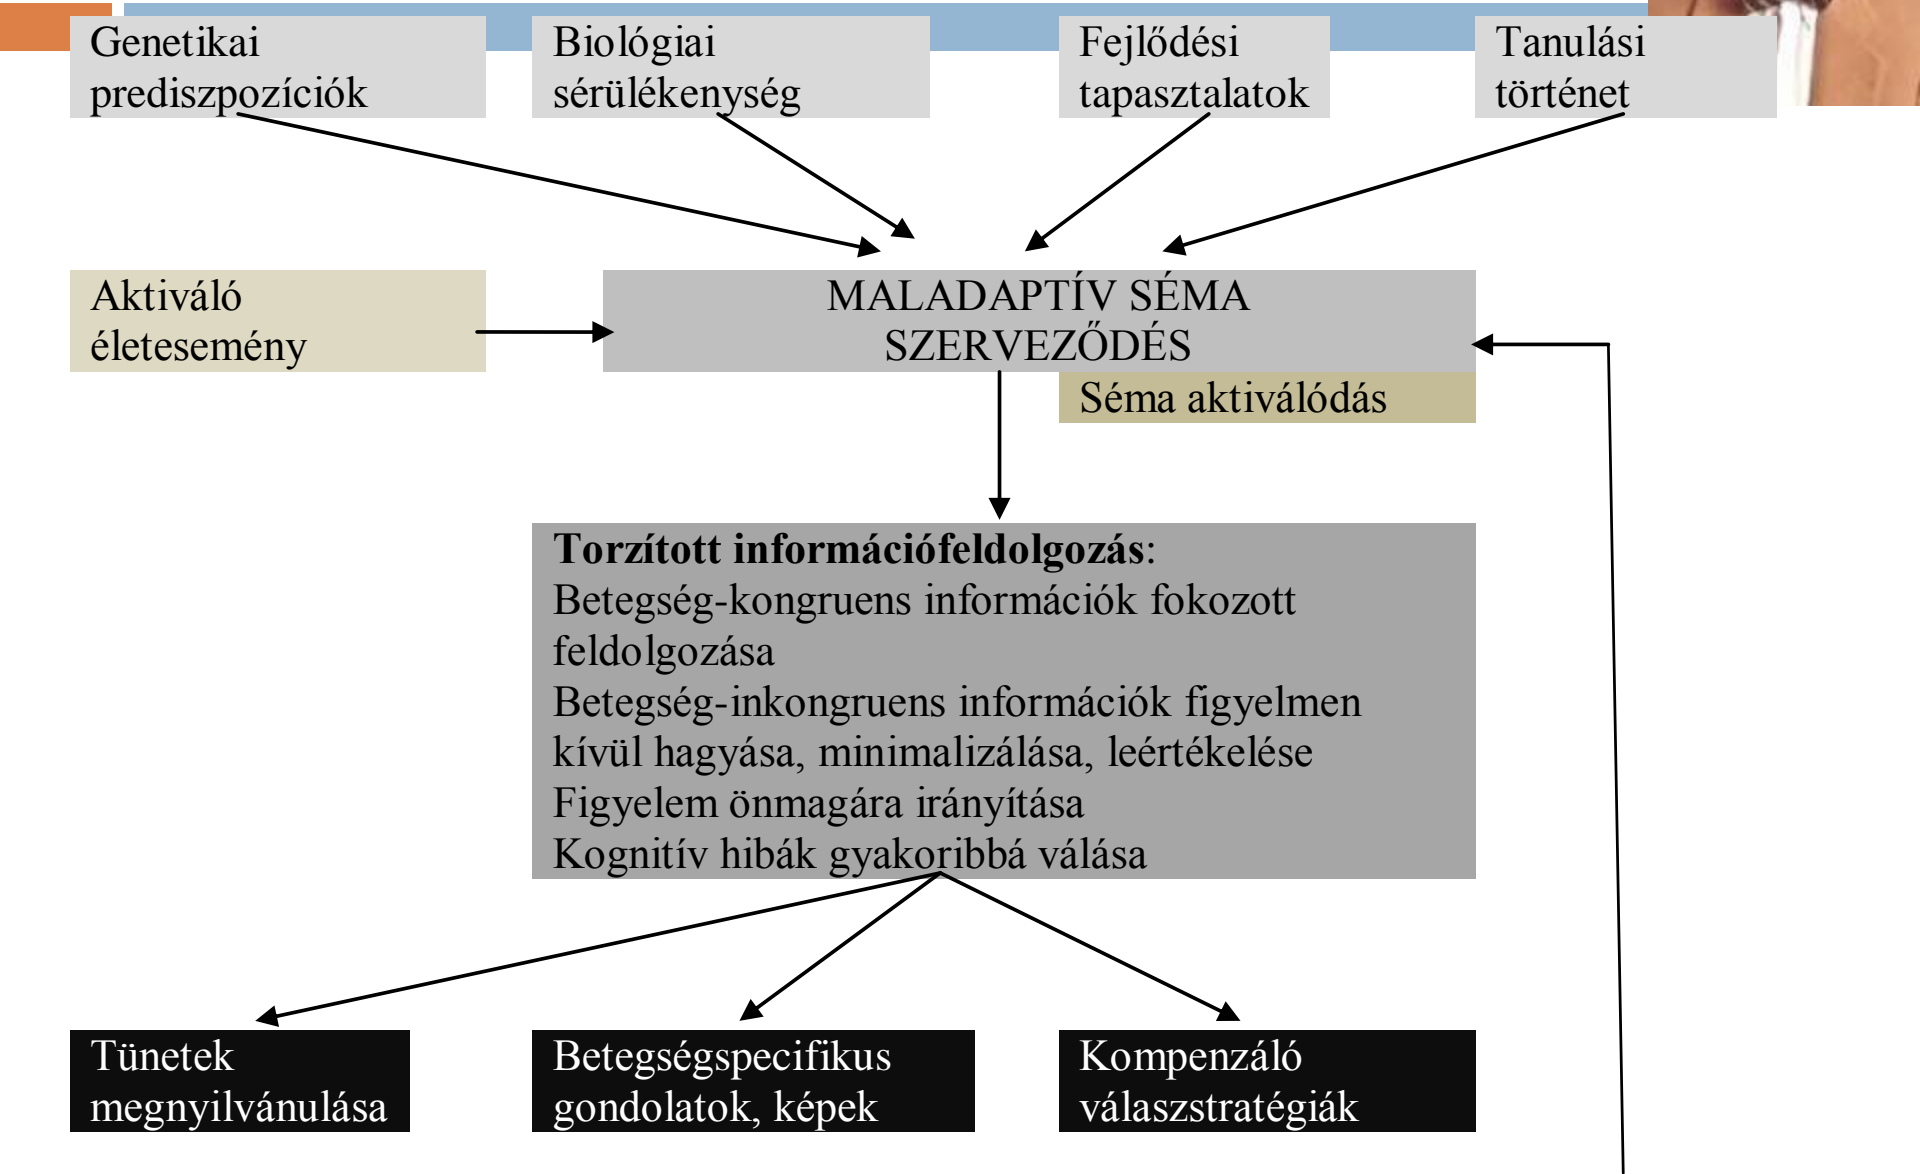 Genetikai
prediszpozíciók
Biológiai
sérülékenység
Fejlődési
tapasztalatok
Tanulási
történet
Aktiváló
életesemény
MALADAPTÍV SÉMA
SZERVEZŐDÉS
Séma aktiválódás
Torzított információfeldolgozás:
Betegség-kongruens információk fokozott
feldolgozása
Betegség-inkongruens információk figyelmen
kívül hagyása, minimalizálása, leértékelése
Figyelem önmagára irányítása
Kognitív hibák gyakoribbá válása
Tünetek
megnyilvánulása
Betegségspecifikus
gondolatok, képek
Kompenzáló
válaszstratégiák